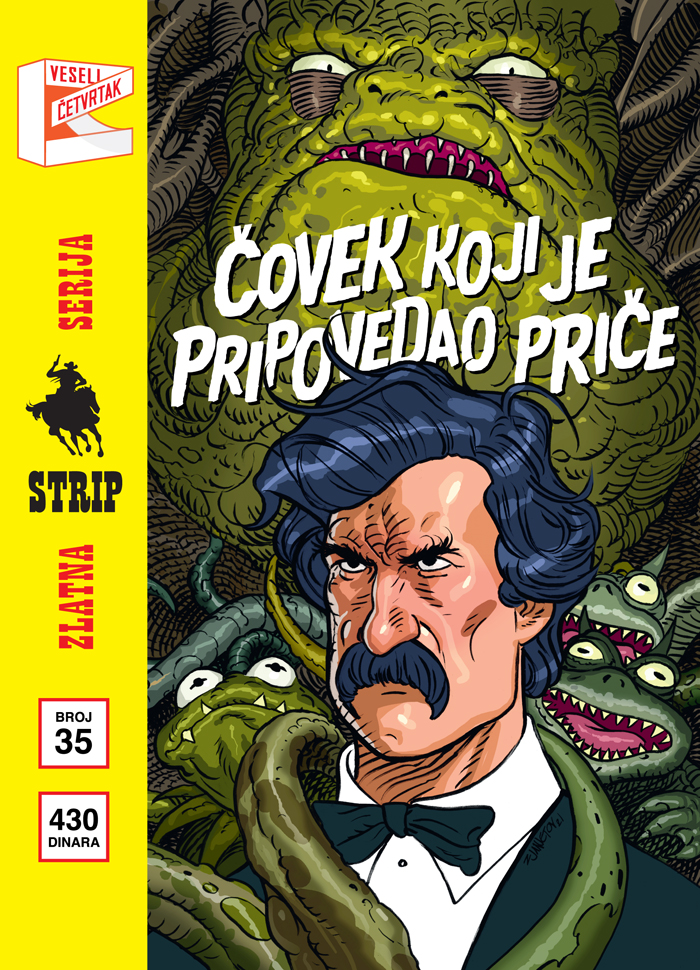 VESELI
ČETVRTAK
SERIJA
STRIP
ZLATNA
BROJ
35
430
DINARA
ČOVEK KOJI JE
PRIPOVEDAO PRIČE